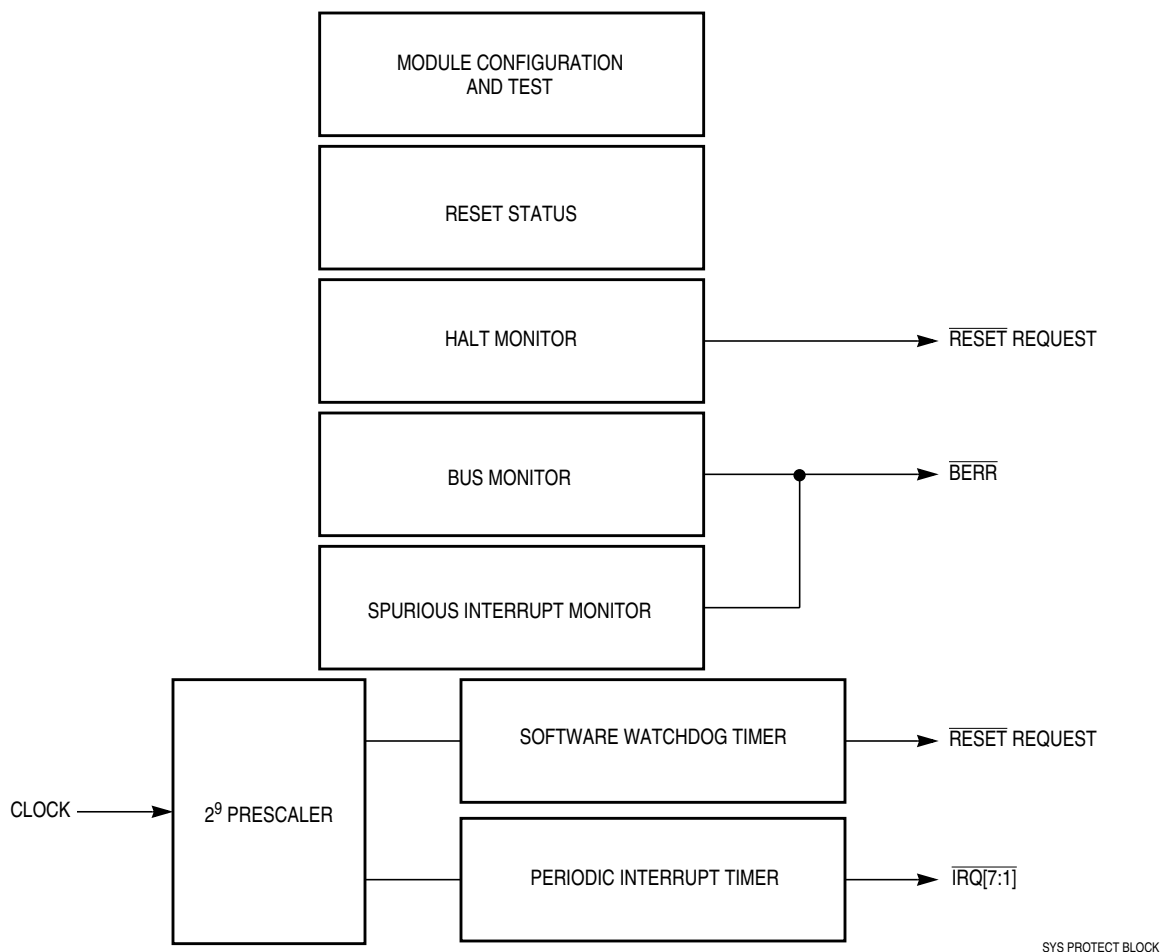 MODULE CONFIGURATION
AND TEST
RESET STATUS
HALT MONITOR
RESET REQUEST
BUS MONITOR
BERR
SPURIOUS INTERRUPT MONITOR
SOFTWARE WATCHDOG TIMER
RESET REQUEST
CLOCK
2⁹ PRESCALER
PERIODIC INTERRUPT TIMER
IRQ[7:1]
SYS PROTECT BLOCK